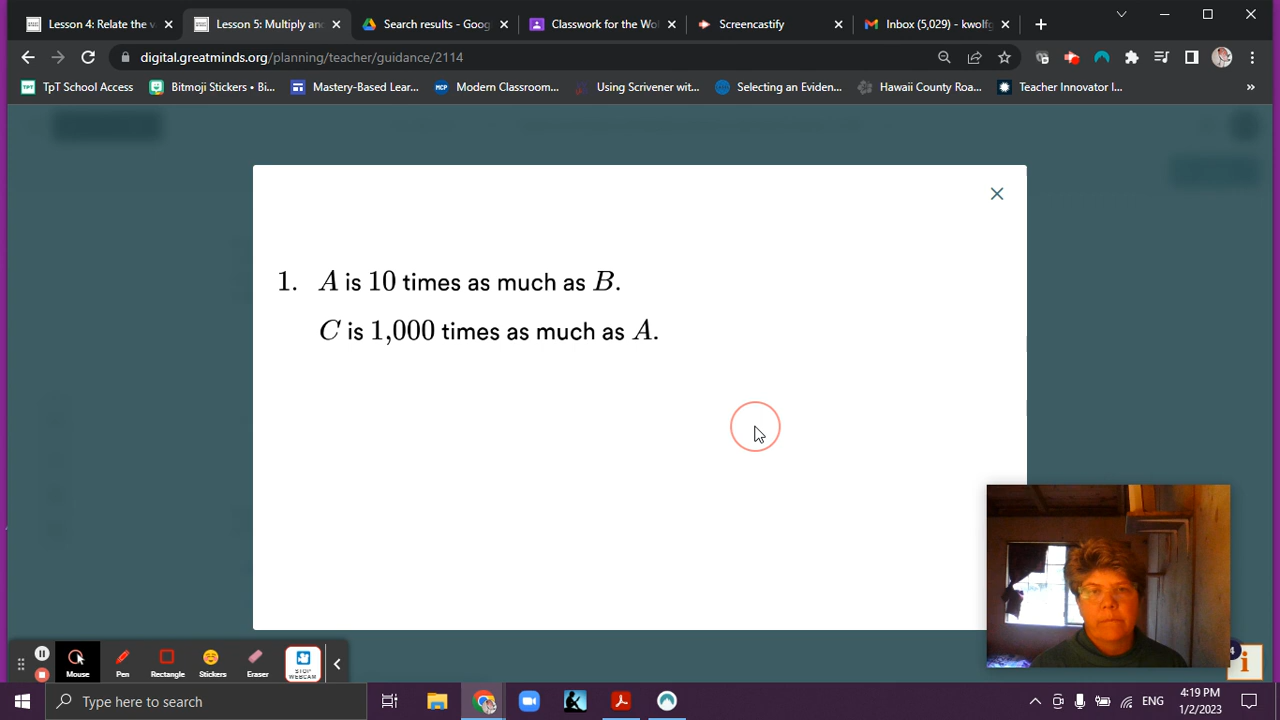 Lesson 4: Relate the v
Lesson 5: Multiply an
Search results - Goog
Classwork for the Wol
Screencastify
Inbox (5,029) - kwolfg
digital.greatminds.org/planning/teacher/guidance/2114
TpT School Access
Bitmoji Stickers • Bi...
Mastery-Based Lear...
MCP
Modern Classroom...
Using Scrivener wit...
Selecting an Eviden...
Hawaii County Roa...
Teacher Innovator I...
1. A is 10 times as much as B.
C is 1,000 times as much as A.
Mouse
Pen
Rectangle
Stickers
Eraser
STOP WEBCAM
Type here to search
ENG
4:19 PM
1/2/2023